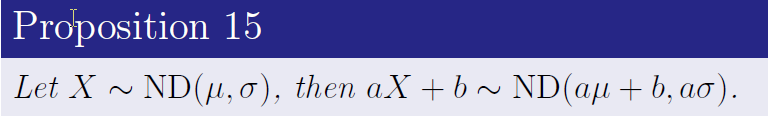 Proposition 15
Let X ∼ ND(μ, σ), then aX + b ∼ ND(aμ + b, aσ).